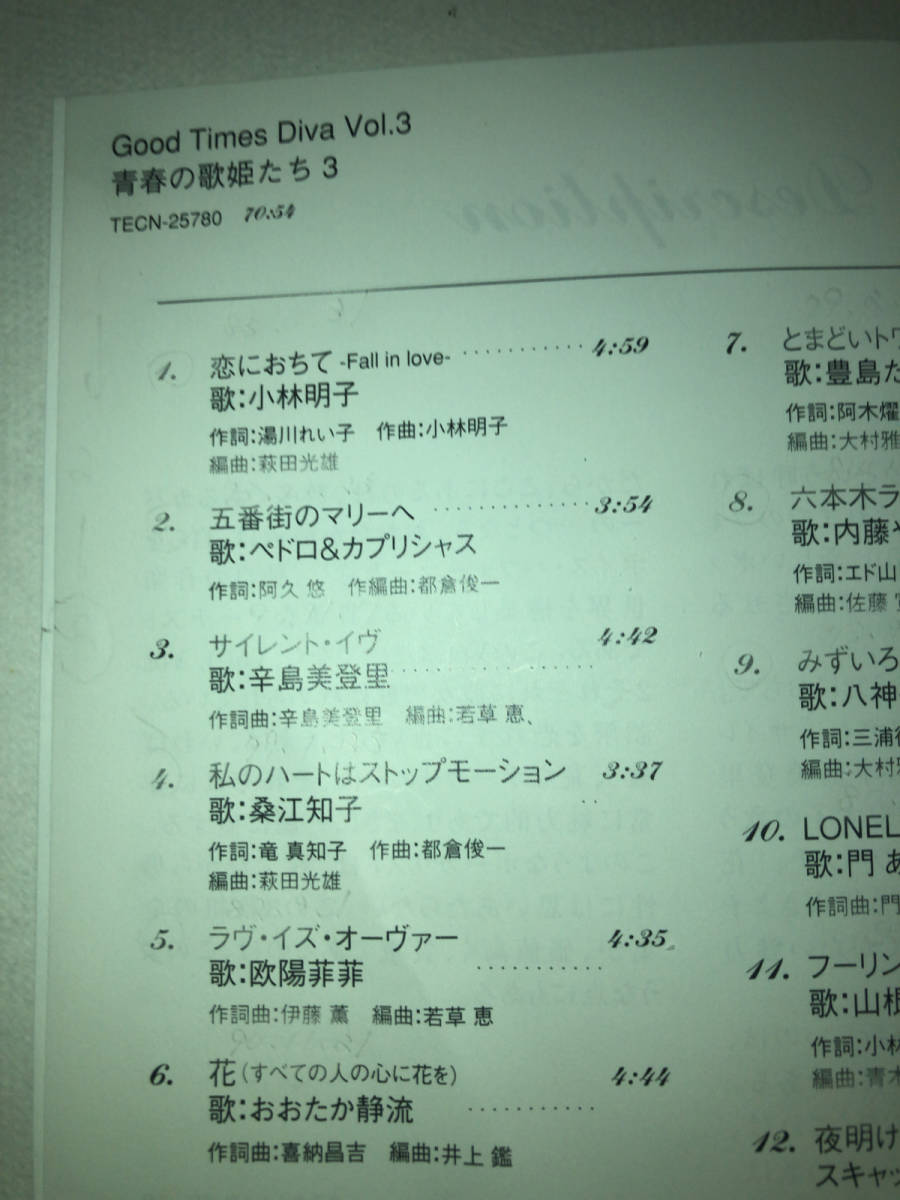 Good Times Diva Vol.3
青春の歌姫たち 3
TECN-25780 70:54
Description
1. 恋におちて -Fall in love- 4:59
歌:小林明子
作詞:湯川れい子 作曲:小林明子
編曲:萩田光雄
2. 五番街のマリーへ 3:54
歌:ペドロ&カプリシャス
作詞:阿久 悠 作編曲:都倉俊一
3. サイレント・イヴ 4:42
歌:辛島美登里
作詞曲:辛島美登里 編曲:若草 恵、
4. 私のハートはストップモーション 3:37
歌:桑江知子
作詞:竜 真知子 作曲:都倉俊一
編曲:萩田光雄
5. ラヴ・イズ・オーヴァー 4:35
歌:欧陽菲菲
作詞曲:伊藤 薫 編曲:若草 恵
6. 花(すべての人の心に花を) 4:44
歌:おおたか静流
作詞曲:喜納昌吉 編曲:井上 鑑
7. とまどいト
歌:豊島
作詞:阿木燿
編曲:大村雅
8. 六本木ラ
歌:内藤
作詞:エド山
編曲:佐藤
9. みずいろ
歌:八神
作詞:三浦
編曲:大村
10. LONEL
歌:門
作詞曲:門
11. フーリン
歌:山根
作詞:小林
編曲:青木
12. 夜明け
スキャッ